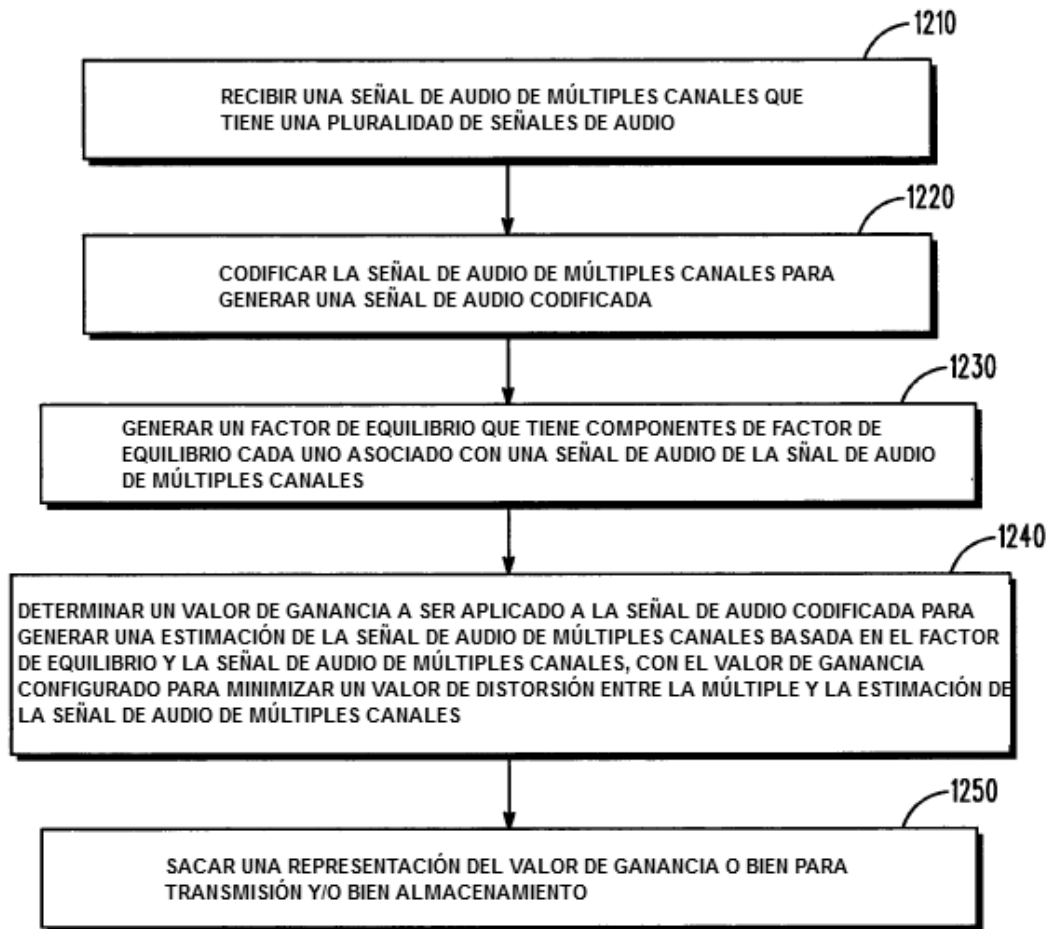 1210
RECIBIR UNA SEÑAL DE AUDIO DE MÚLTIPLES CANALES QUE
TIENE UNA PLURALIDAD DE SEÑALES DE AUDIO
1220
CODIFICAR LA SEÑAL DE AUDIO DE MÚLTIPLES CANALES PARA
GENERAR UNA SEÑAL DE AUDIO CODIFICADA
1230
GENERAR UN FACTOR DE EQUILIBRIO QUE TIENE COMPONENTES DE FACTOR DE
EQUILIBRIO CADA UNO ASOCIADO CON UNA SEÑAL DE AUDIO DE LA SÑAL DE AUDIO
DE MÚLTIPLES CANALES
1240
DETERMINAR UN VALOR DE GANANCIA A SER APLICADO A LA SEÑAL DE AUDIO CODIFICADA PARA
GENERAR UNA ESTIMACIÓN DE LA SEÑAL DE AUDIO DE MÚLTIPLES CANALES BASADA EN EL FACTOR
DE EQUILIBRIO Y LA SEÑAL DE AUDIO DE MÚLTIPLES CANALES, CON EL VALOR DE GANANCIA
CONFIGURADO PARA MINIMIZAR UN VALOR DE DISTORSIÓN ENTRE LA MÚLTIPLE Y LA ESTIMACIÓN DE
LA SEÑAL DE AUDIO DE MÚLTIPLES CANALES
1250
SACAR UNA REPRESENTACIÓN DEL VALOR DE GANANCIA O BIEN PARA
TRANSMISIÓN Y/O BIEN ALMACENAMIENTO